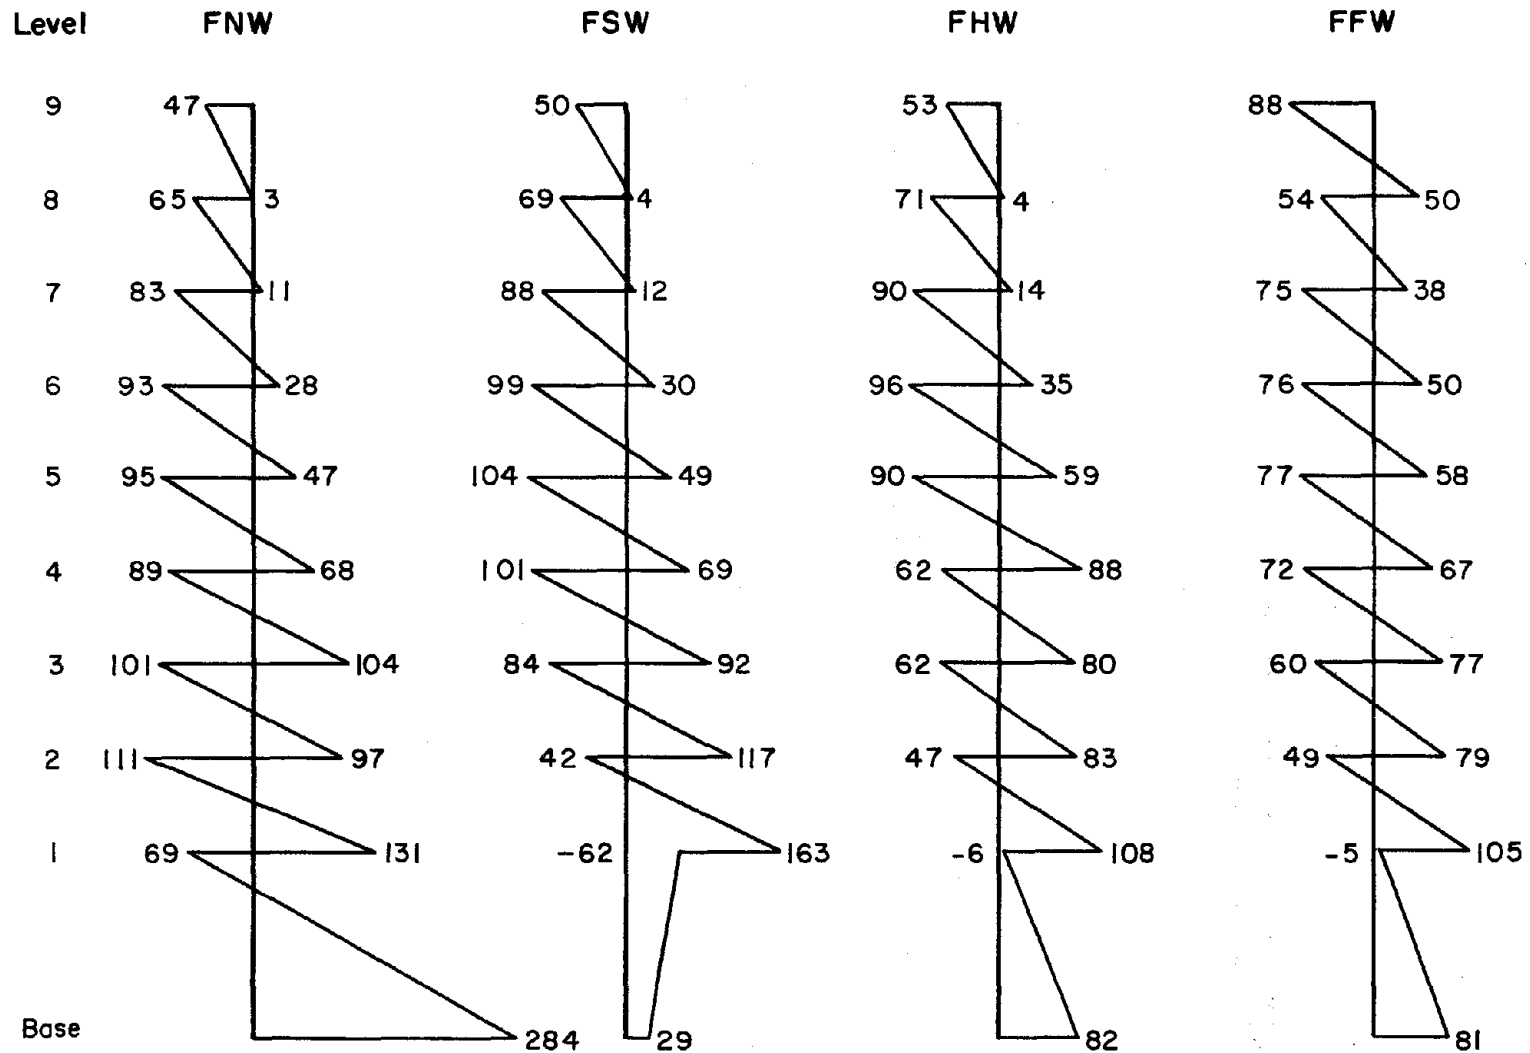 Level FNW FSW FHW FFW
9 47 50 53 88
8 65 3 69 4 71 4 54 50
7 83 11 88 12 90 14 75 38
6 93 28 99 30 96 35 76 50
5 95 47 104 49 90 59 77 58
4 89 68 101 69 62 88 72 67
3 101 104 84 92 62 80 60 77
2 111 97 42 117 47 83 49 79
1 69 131 -62 163 -6 108 -5 105
Base 284 29 82 81